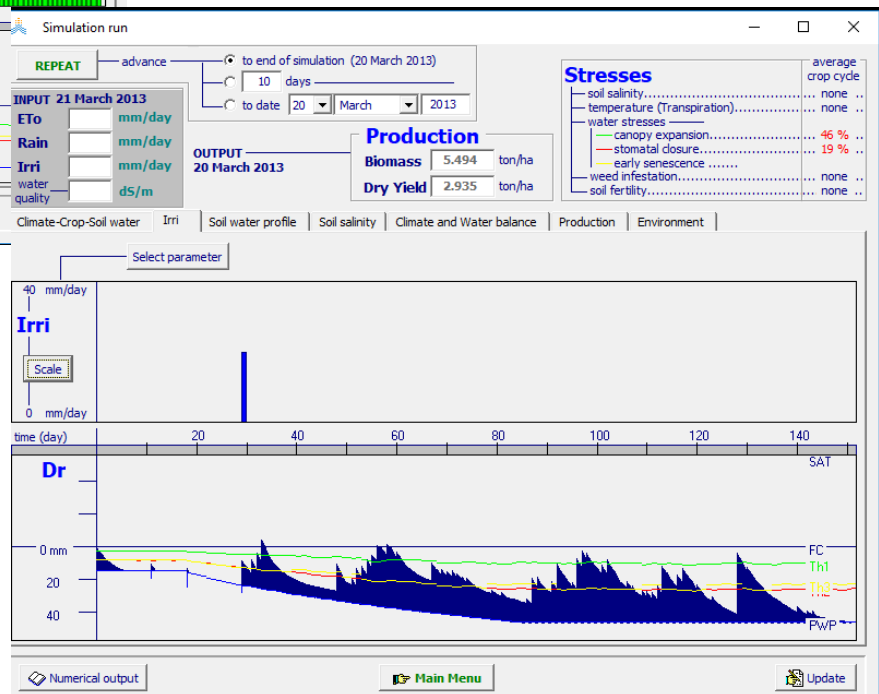 Simulation run
REPEAT
advance
to end of simulation (20 March 2013)
10 days
to date 20 March 2013
INPUT 21 March 2013
ETo mm/day
Rain mm/day
Irri mm/day
water
quality dS/m
OUTPUT
20 March 2013
Production
Biomass 5.494 ton/ha
Dry Yield 2.935 ton/ha
Stresses
average
crop cycle
soil salinity........................... none ..
temperature (Transpiration)................ none ..
water stresses
canopy expansion....................... 46 % ..
stomatal closure....................... 19 % ..
early senescence .......
weed infestation........................... none ..
soil fertility................................ none ..
Climate-Crop-Soil water Irri Soil water profile Soil salinity Climate and Water balance Production Environment
Select parameter
40 mm/day
Irri
Scale
0 mm/day
time (day) 20 40 60 80 100 120 140
Dr
SAT
0 mm
FC
Th1
20
Th3
40
PWP
Numerical output Main Menu Update